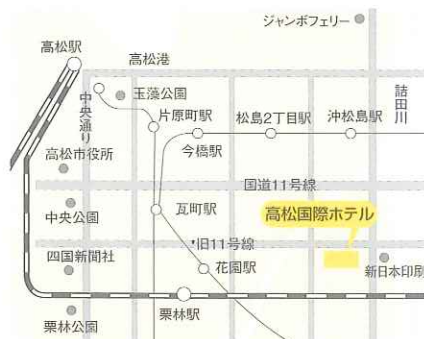 ジャンボフェリー
高松駅
高松港
玉藻公園
中央通り
片原町駅
松島2丁目駅
沖松島駅
詰田川
今橋駅
高松市役所
国道11号線
中央公園
瓦町駅
高松国際ホテル
旧11号線
四国新聞社
花園駅
新日本印刷
栗林駅
栗林公園